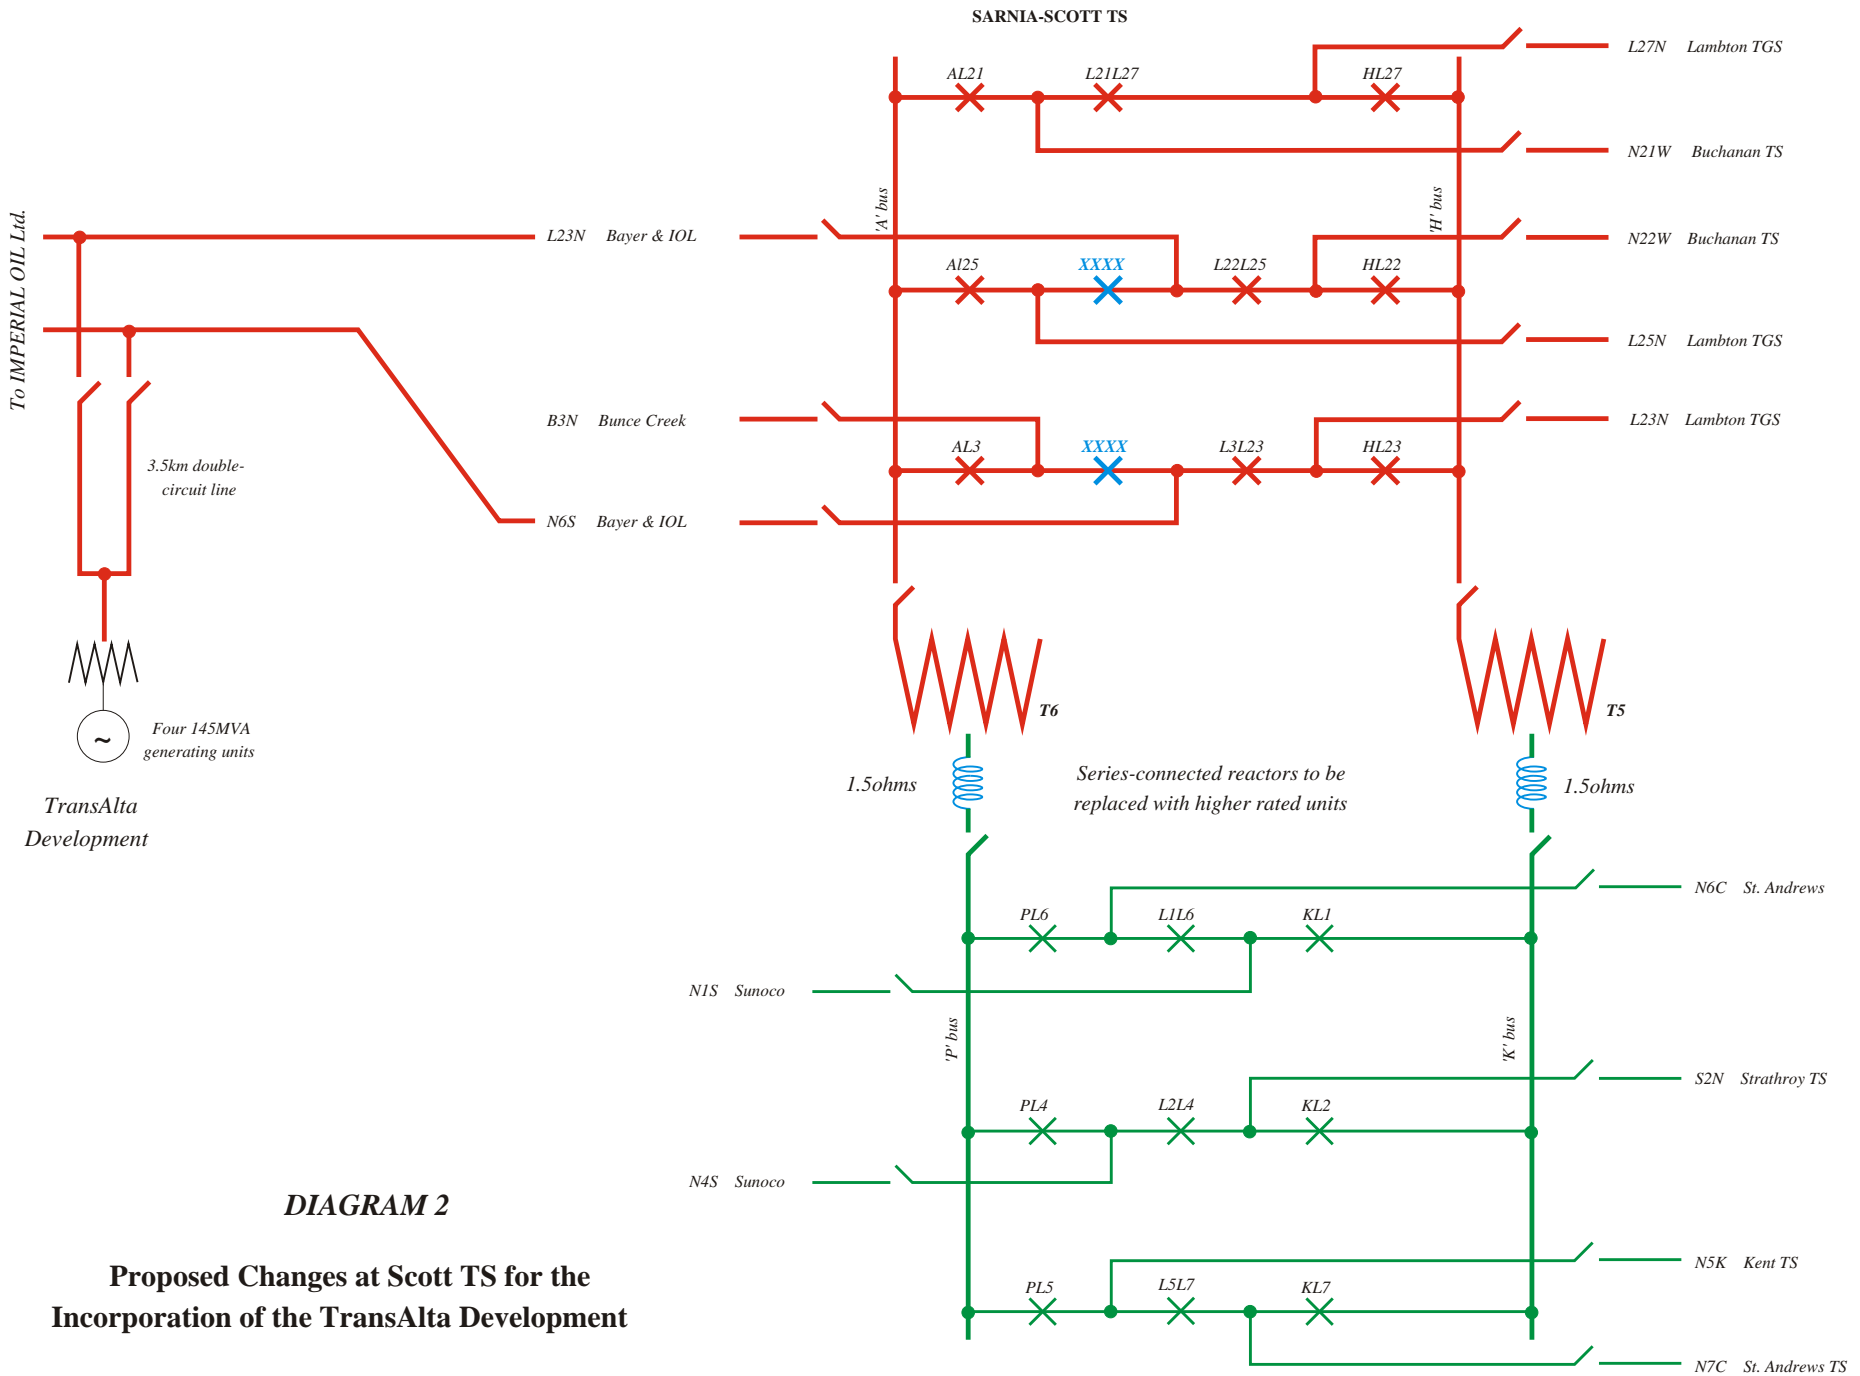 SARNIA-SCOTT TS
L27N Lambton TGS
AL21 L21L27 HL27
N21W Buchanan TS
'A' bus
'H' bus
To IMPERIAL OIL Ltd.
L23N Bayer & IOL
N22W Buchanan TS
Al25 XXXX L22L25 HL22
L25N Lambton TGS
B3N Bunce Creek
L23N Lambton TGS
AL3 XXXX L3L23 HL23
3.5km double-
circuit line
N6S Bayer & IOL
T6
T5
~
Four 145MVA
generating units
TransAlta
Development
1.5ohms
Series-connected reactors to be
replaced with higher rated units
1.5ohms
N6C St. Andrews
PL6 L1L6 KL1
N1S Sunoco
'P' bus
'K' bus
S2N Strathroy TS
PL4 L2L4 KL2
N4S Sunoco
N5K Kent TS
PL5 L5L7 KL7
N7C St. Andrews TS
DIAGRAM 2
Proposed Changes at Scott TS for the
Incorporation of the TransAlta Development